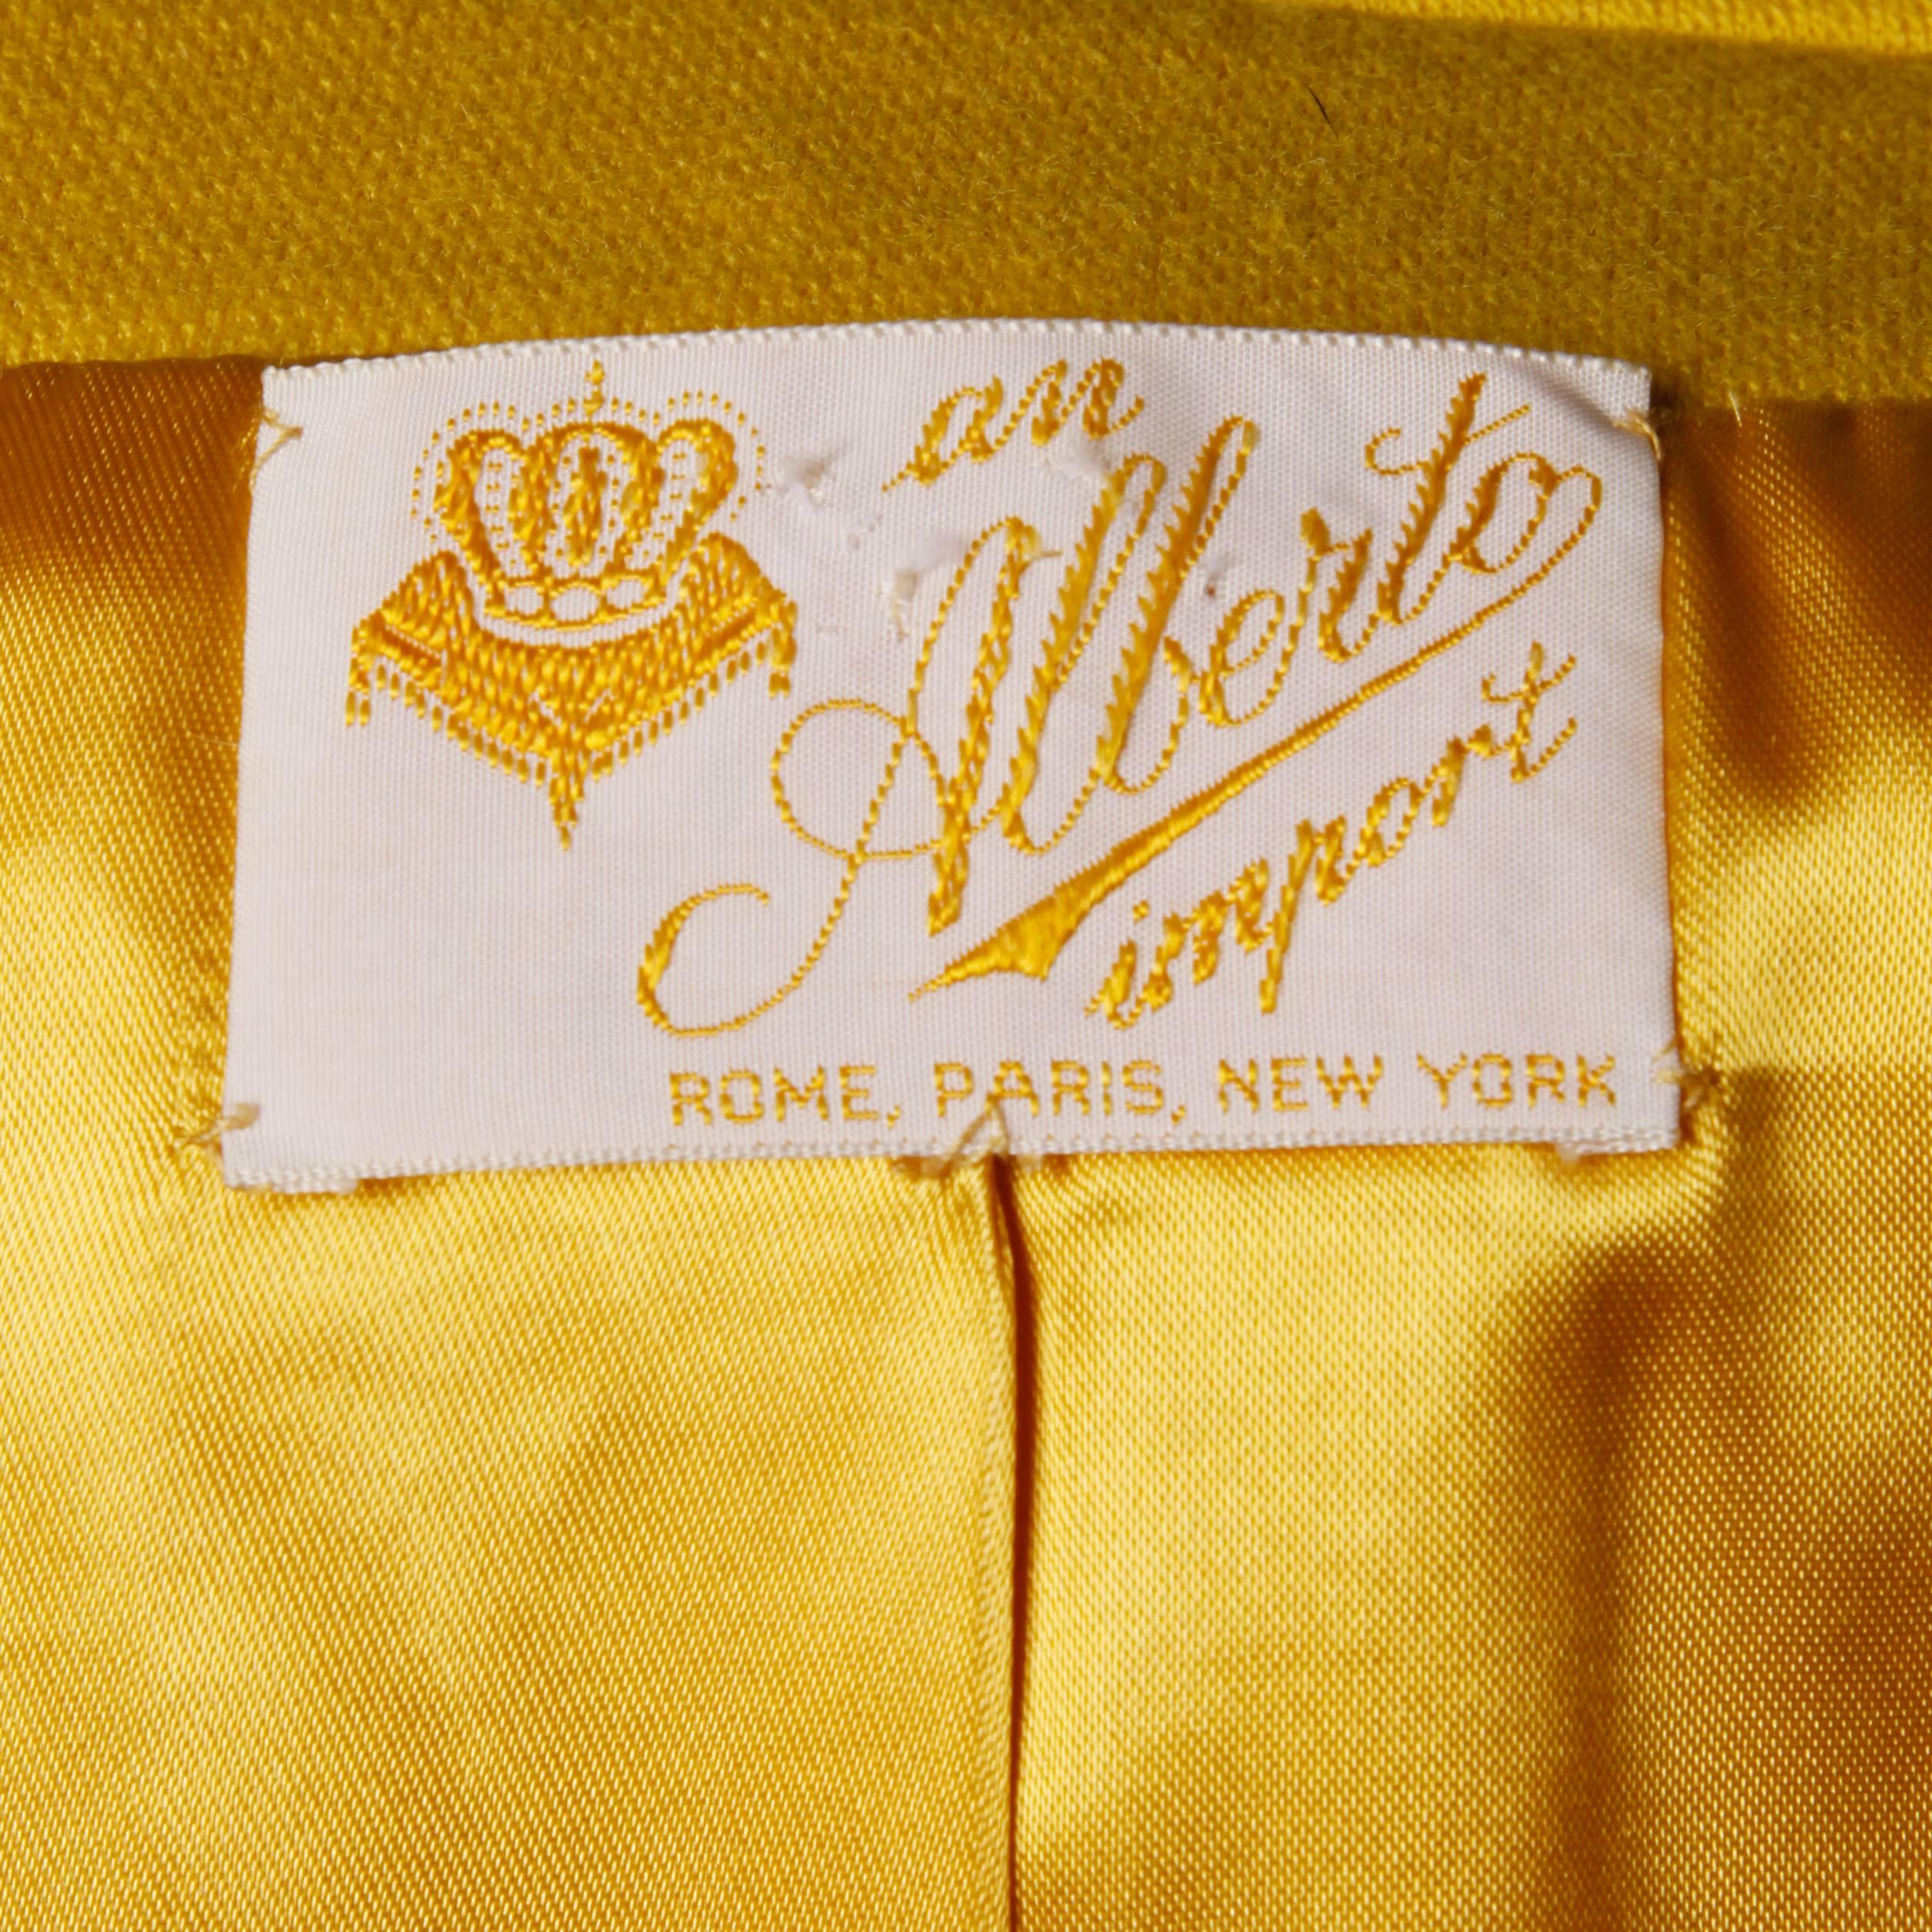 an
Alberto
import
ROME, PARIS, NEW YORK